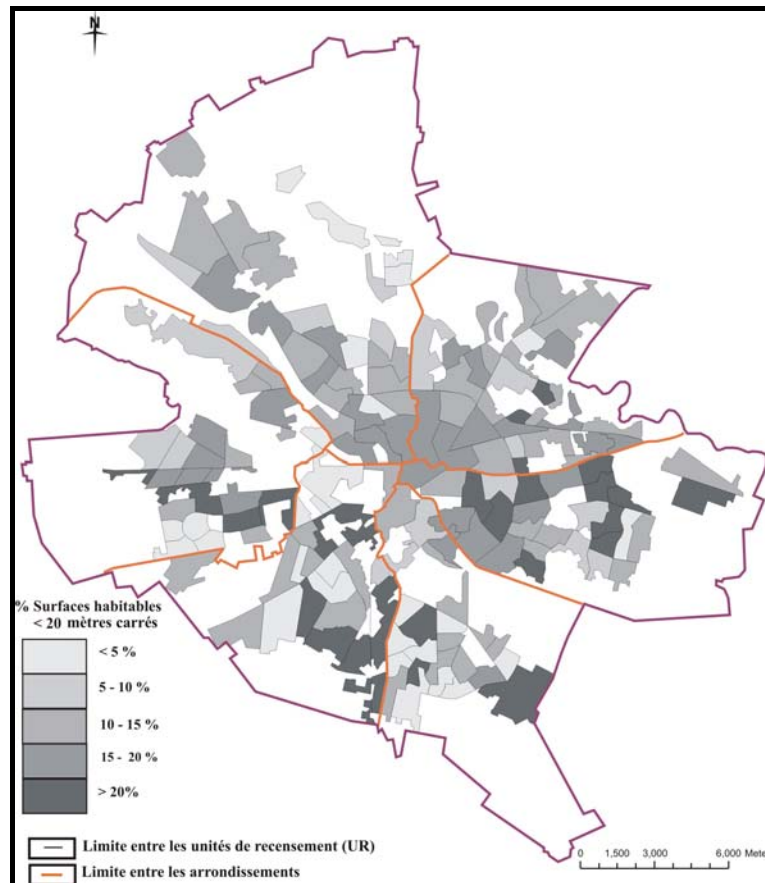 N
% Surfaces habitables
< 20 mètres carrés
< 5 %
5 - 10 %
10 - 15 %
15 - 20 %
> 20%
Limite entre les unités de recensement (UR)
Limite entre les arrondissements
0 1,500 3,000 6,000 Mete